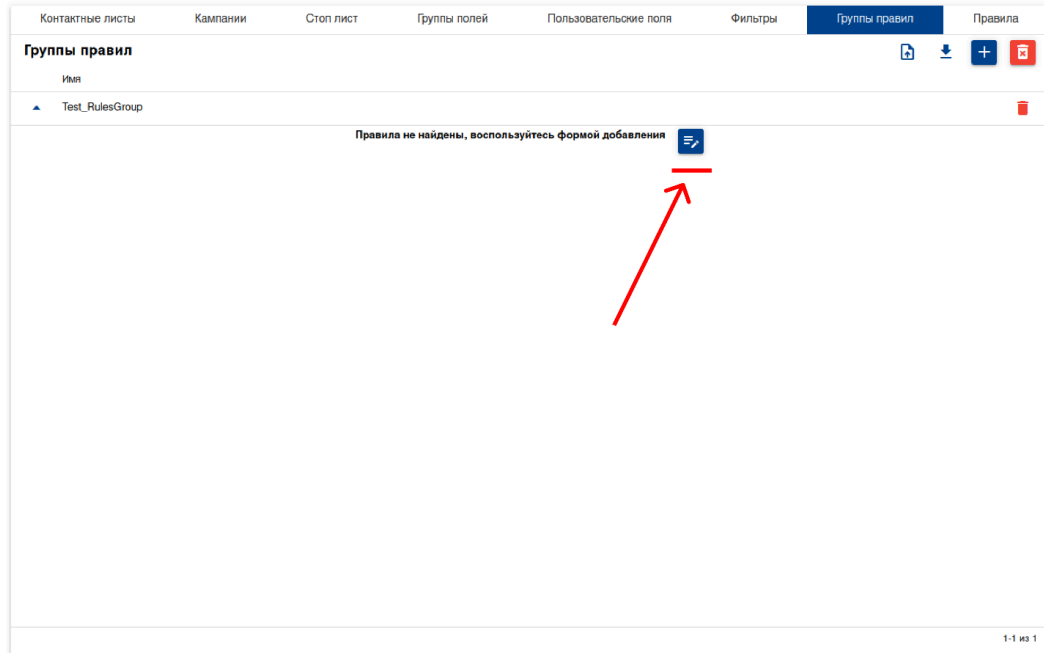 Контактные листы Кампании Стоп лист Группы полей Пользовательские поля Фильтры Группы правил Правила
Группы правил
Имя
Test_RulesGroup
Правила не найдены, воспользуйтесь формой добавления
1-1 из 1